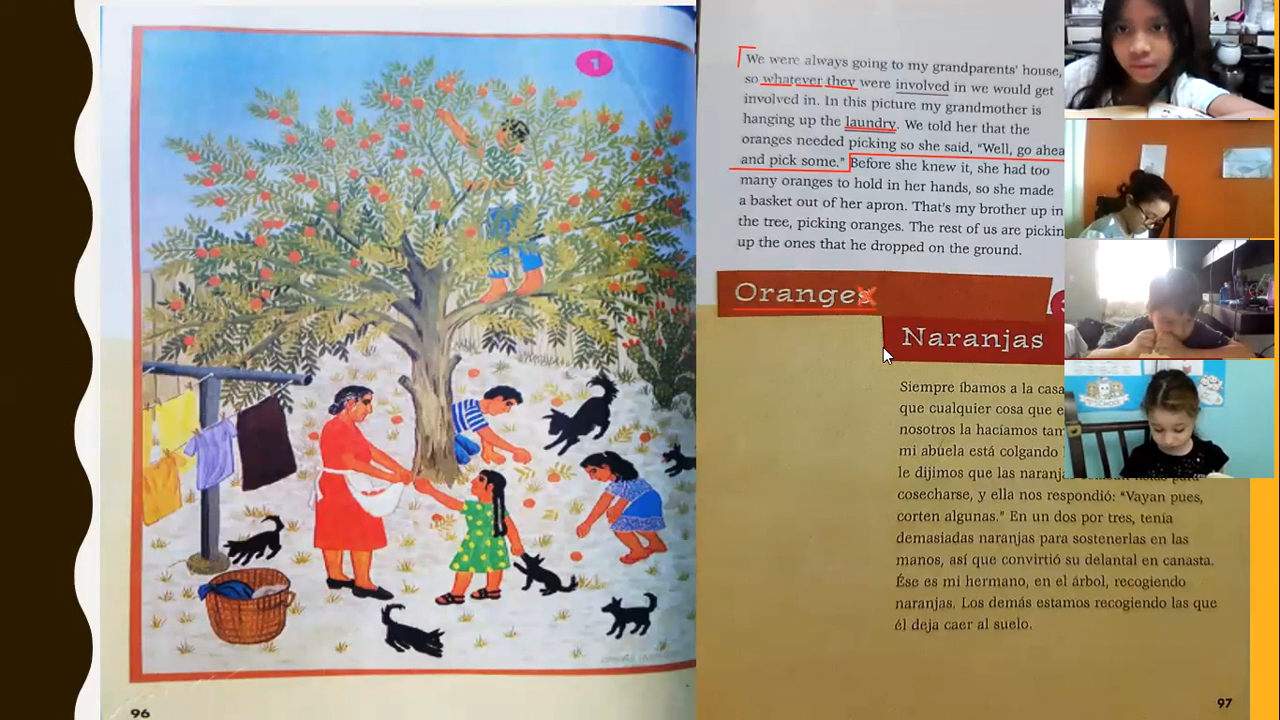 1
96
We were always going to my grandparents' house,
so whatever they were involved in we would get
involved in. In this picture my grandmother is
hanging up the laundry. We told her that the
oranges needed picking so she said, "Well, go ahea
and pick some." Before she knew it, she had too
many oranges to hold in her hands, so she made
a basket out of her apron. That's my brother up in
the tree, picking oranges. The rest of us are pickin
up the ones that he dropped on the ground.
Oranges
Naranjas
Siempre íbamos a la casa
que cualquier cosa que e
nosotros la hacíamos tam
mi abuela está colgando
le dijimos que las naranja
cosecharse, y ella nos respondió: "Vayan pues,
corten algunas." En un dos por tres, tenía
demasiadas naranjas para sostenerlas en las
manos, así que convirtió su delantal en canasta.
Ése es mi hermano, en el árbol, recogiendo
naranjas. Los demás estamos recogiendo las que
él deja caer al suelo.
97